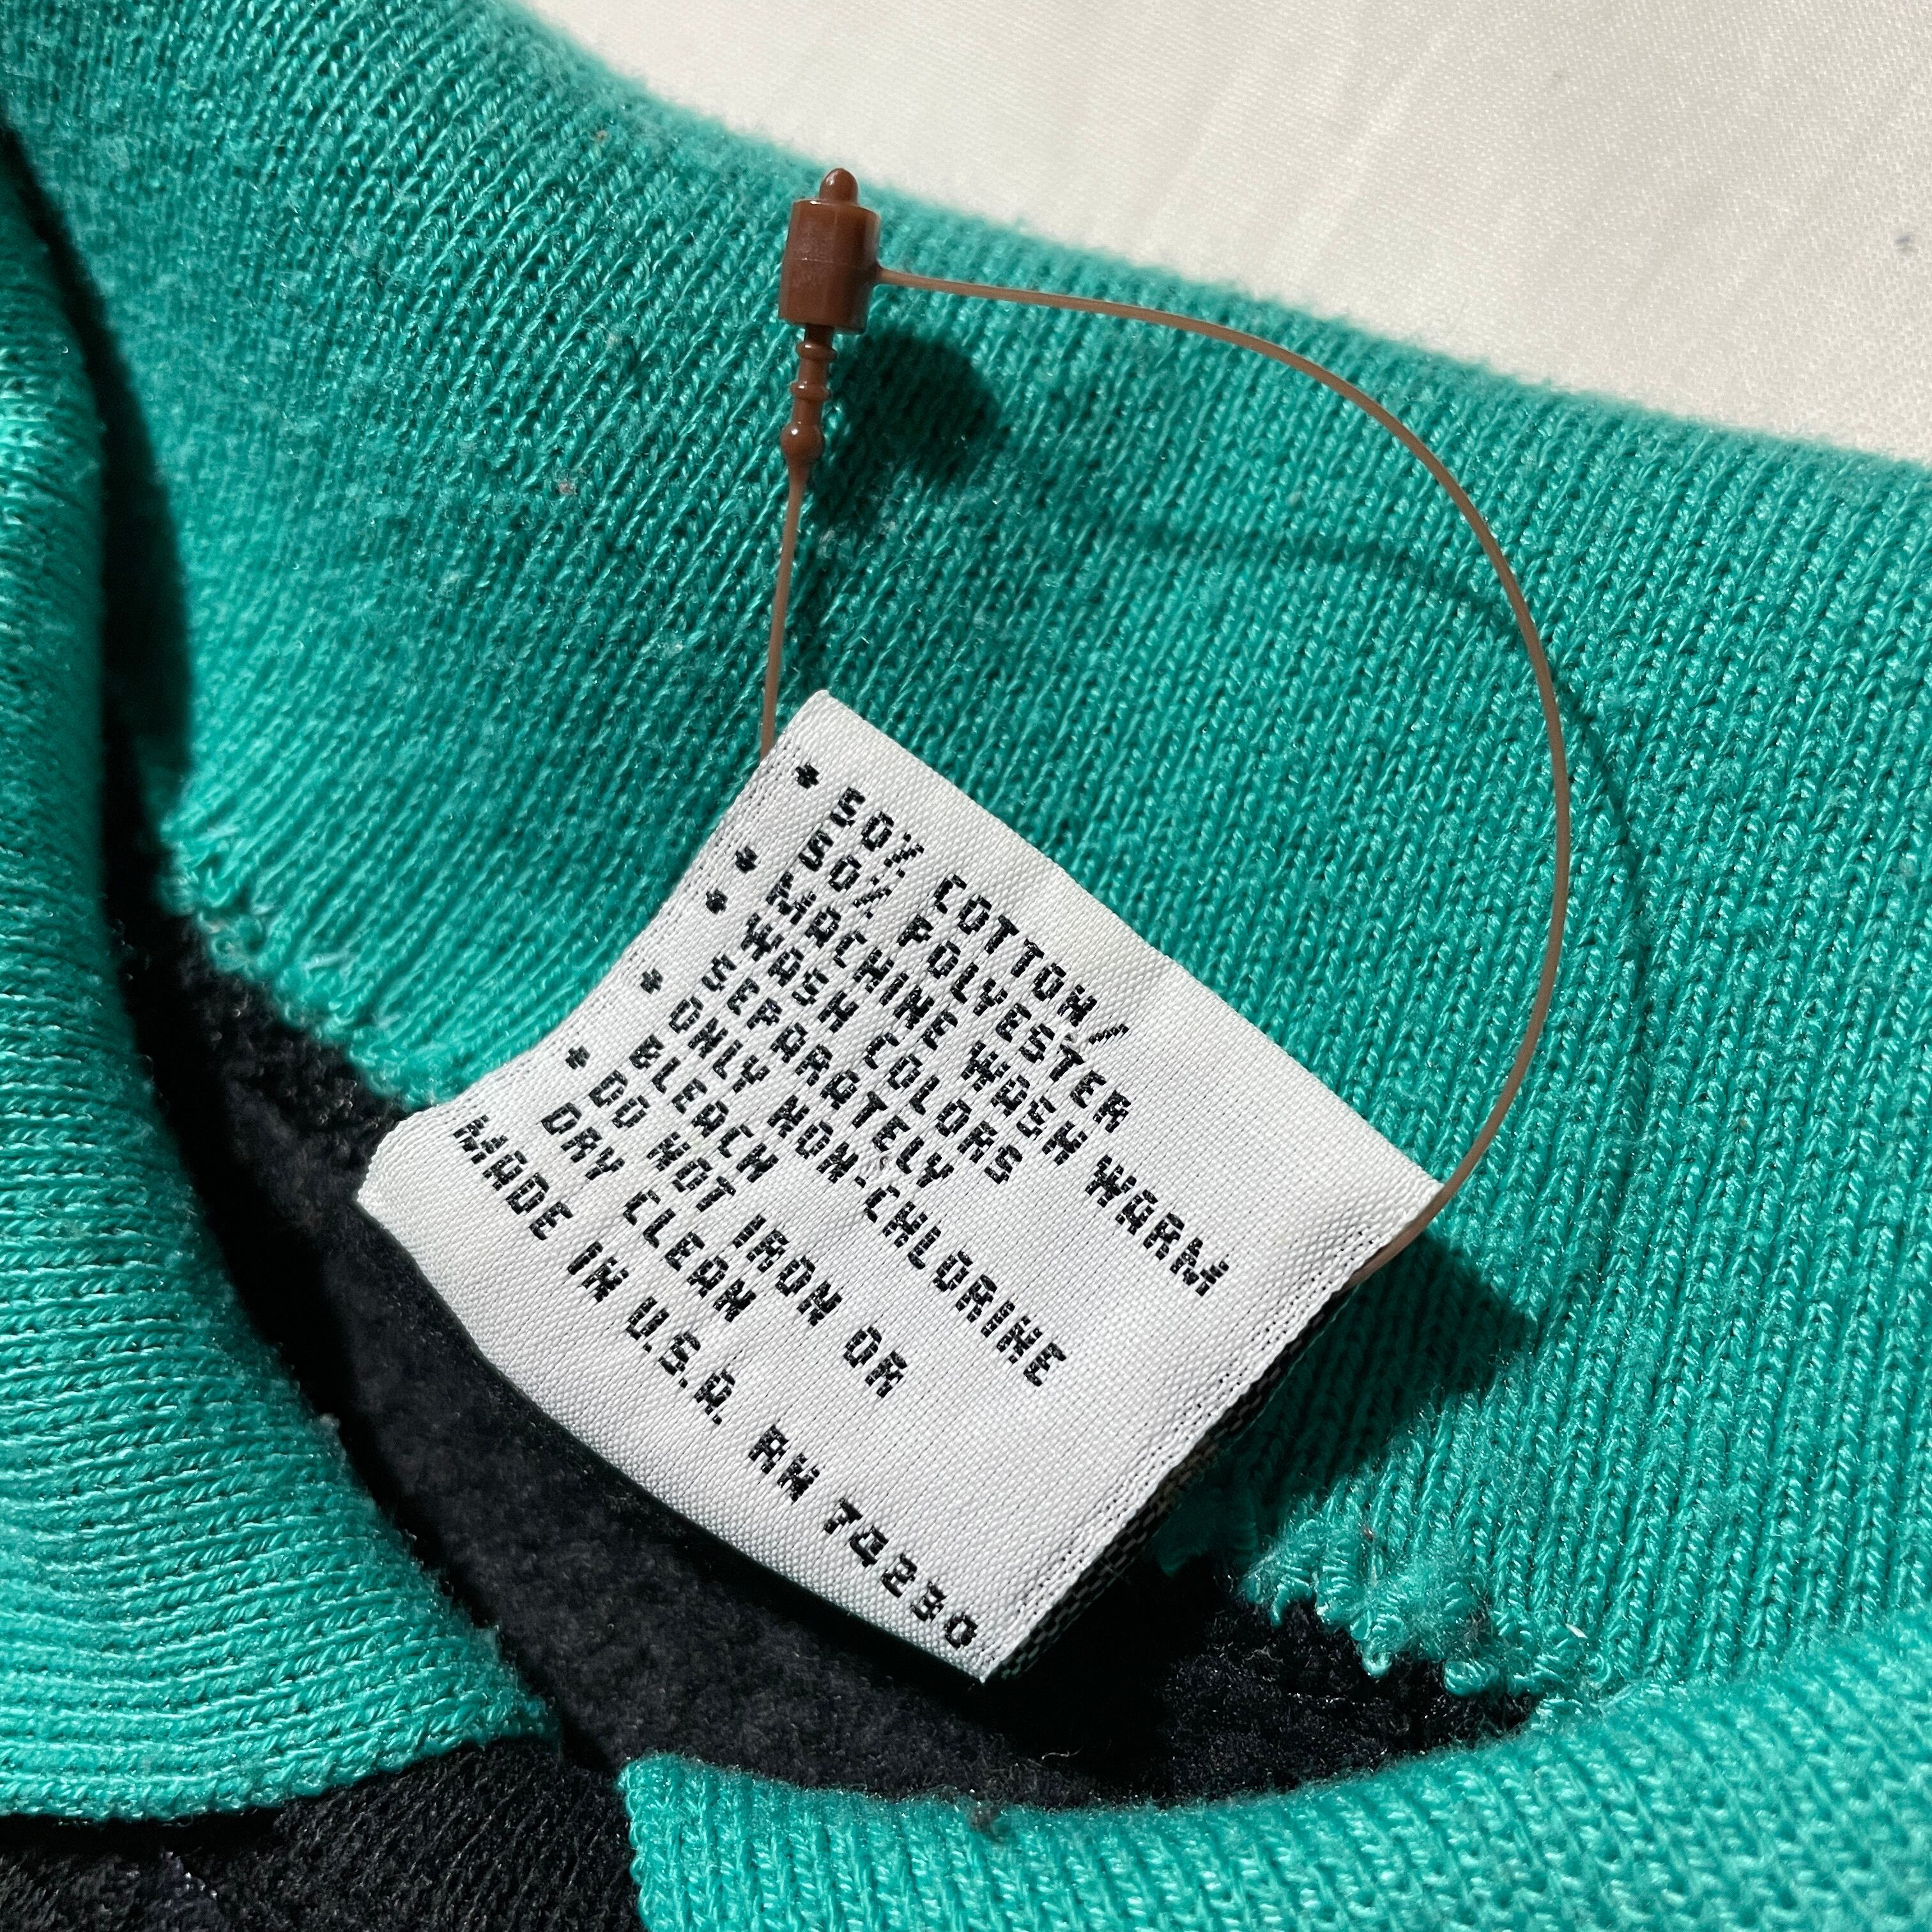 * 50% COTTON/
50% POLYESTER
* MACHINE WASH WARM
* WASH COLORS
SEPARATELY
* ONLY NON-CHLORINE
BLEACH
* DO NOT IRON OR
DRY CLEAN
MADE IN U.S.A. RN 74230